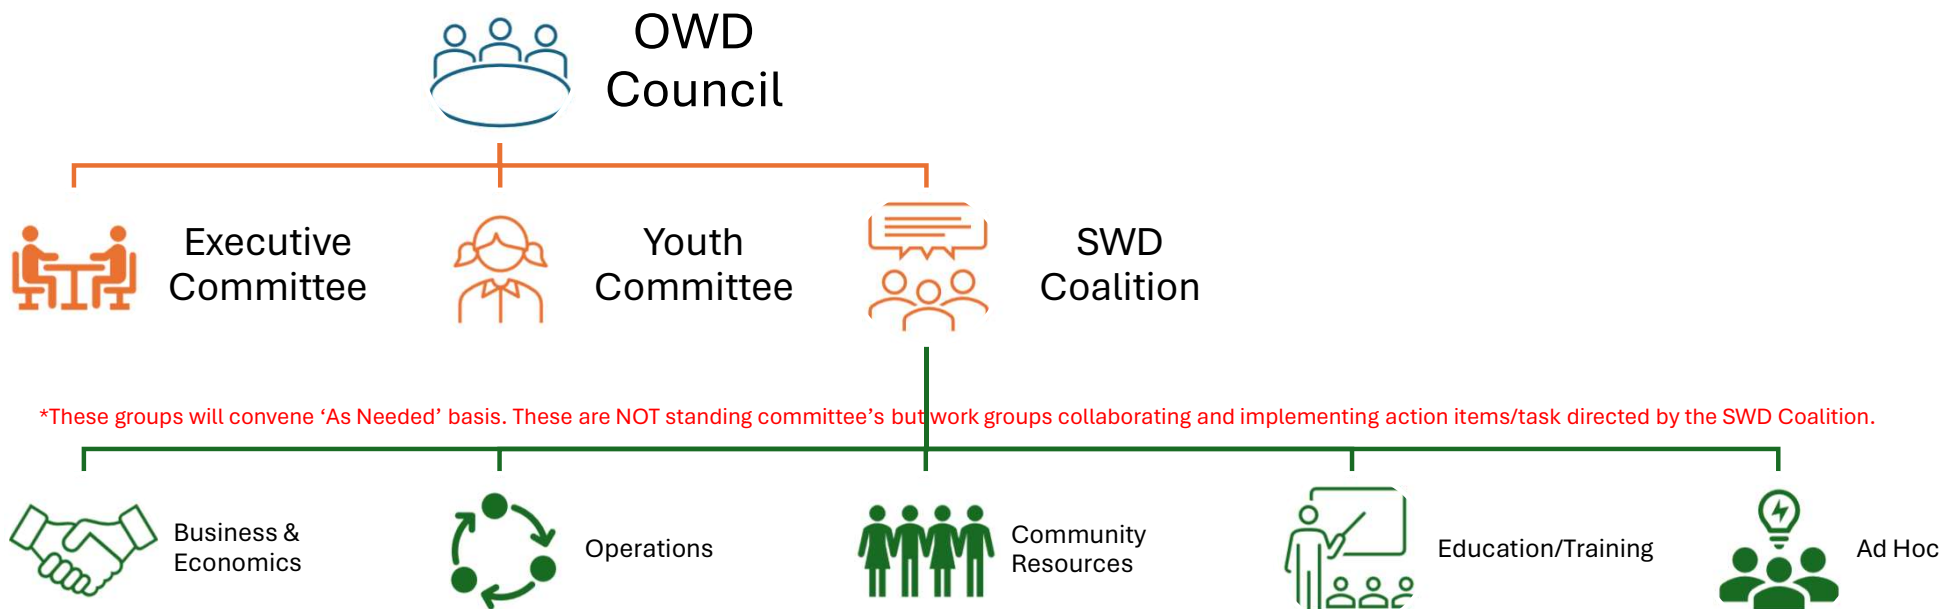 OWD
Council
Executive
Committee
Youth
Committee
SWD
Coalition
*These groups will convene ‘As Needed’ basis. These are NOT standing committee’s but work groups collaborating and implementing action items/task directed by the SWD Coalition.
Business &
Economics
Operations
Community
Resources
Education/Training
Ad Hoc